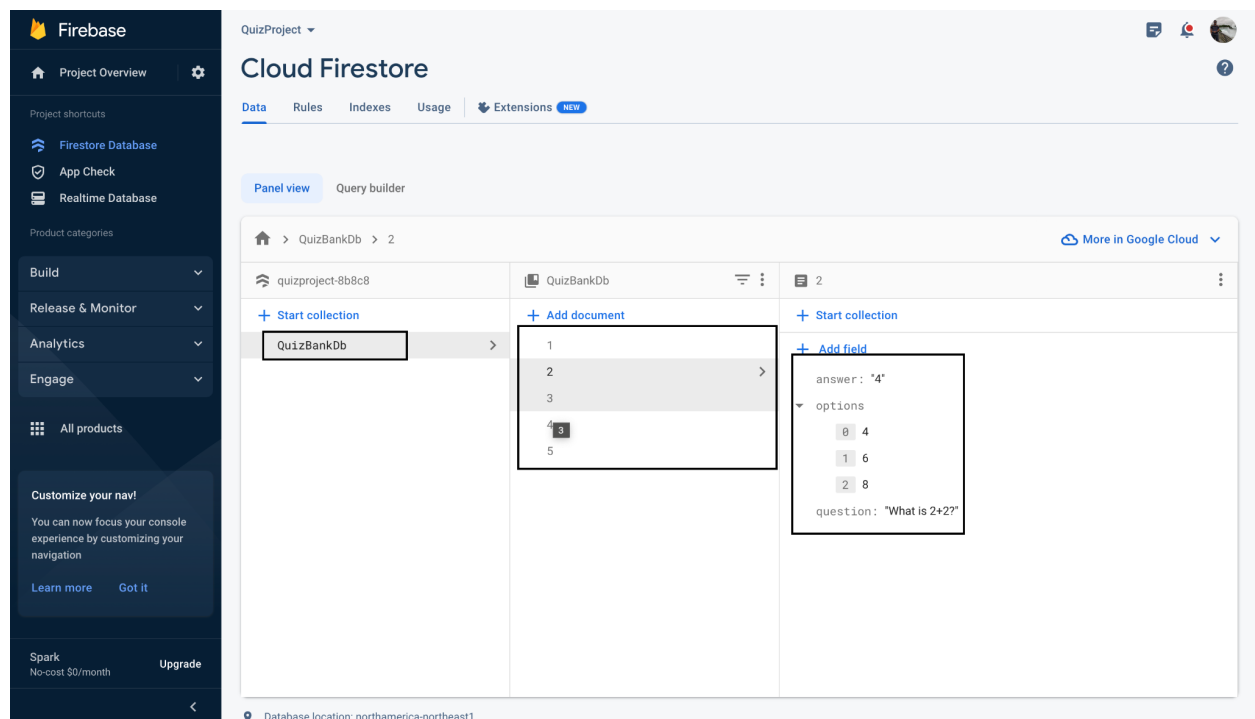 Firebase
QuizProject
Project Overview
Cloud Firestore
Data Rules Indexes Usage Extensions NEW
Project shortcuts
Firestore Database
App Check
Realtime Database
Panel view Query builder
Product categories
QuizBankDb > 2
More in Google Cloud
Build
Release & Monitor
Analytics
Engage
All products
quizproject-8b8c8
+ Start collection
QuizBankDb
QuizBankDb
+ Add document
1
2
3
4
3
5
2
+ Start collection
+ Add field
answer: "4"
options
0 4
1 6
2 8
question: "What is 2+2?"
Customize your nav!
You can now focus your console
experience by customizing your
navigation
Learn more Got it
Spark
No-cost $0/month
Upgrade
Database location: northamerica-northeast1